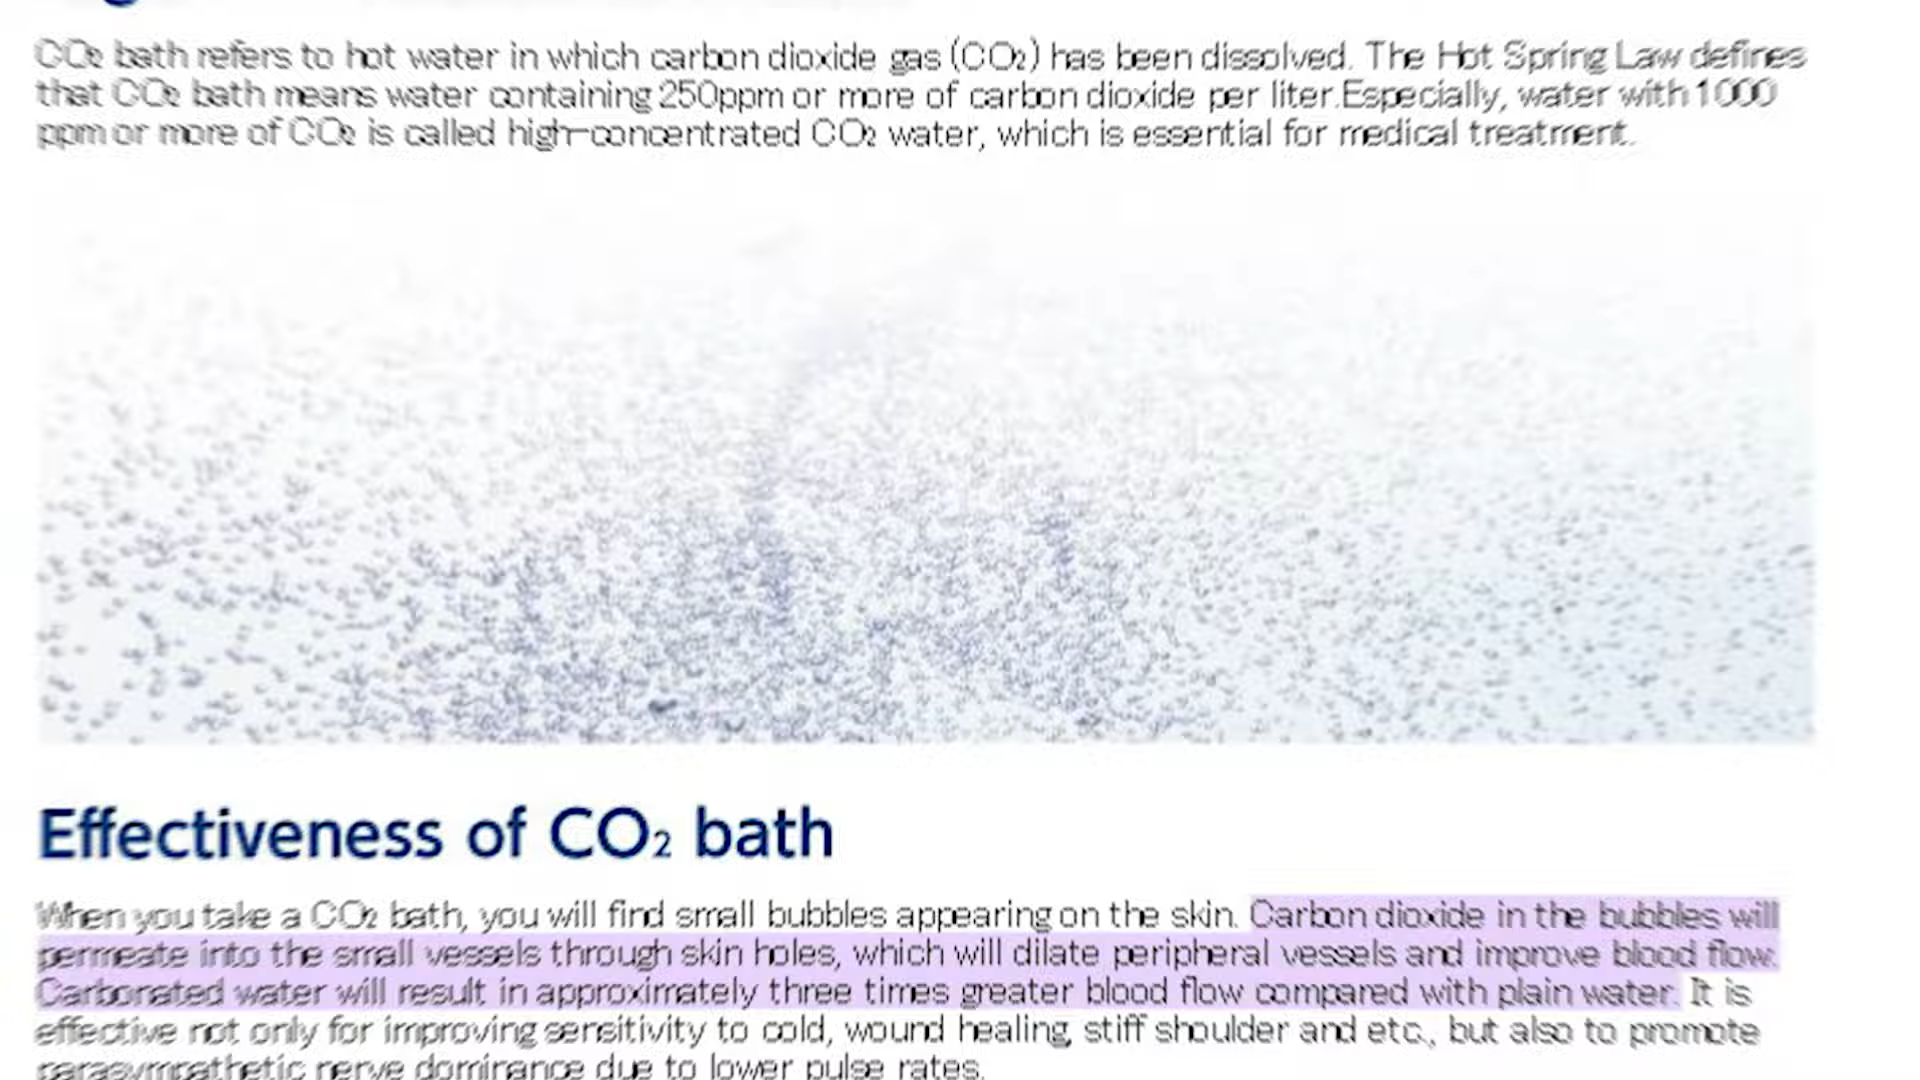 CO₂ bath refers to hot water in which carbon dioxide gas (CO₂) has been dissolved. The Hot Spring Law defines
that CO₂ bath means water containing 250ppm or more of carbon dioxide per liter.Especially, water with 1000
ppm or more of CO₂ is called high-concentrated CO₂ water, which is essential for medical treatment.
Effectiveness of CO₂ bath
When you take a CO₂ bath, you will find small bubbles appearing on the skin. Carbon dioxide in the bubbles will
permeate into the small vessels through skin holes, which will dilate peripheral vessels and improve blood flow.
Carbonated water will result in approximately three times greater blood flow compared with plain water. It is
effective not only for improving sensitivity to cold, wound healing, stiff shoulder and etc., but also to promote
parasympathetic nerve dominance due to lower pulse rates.